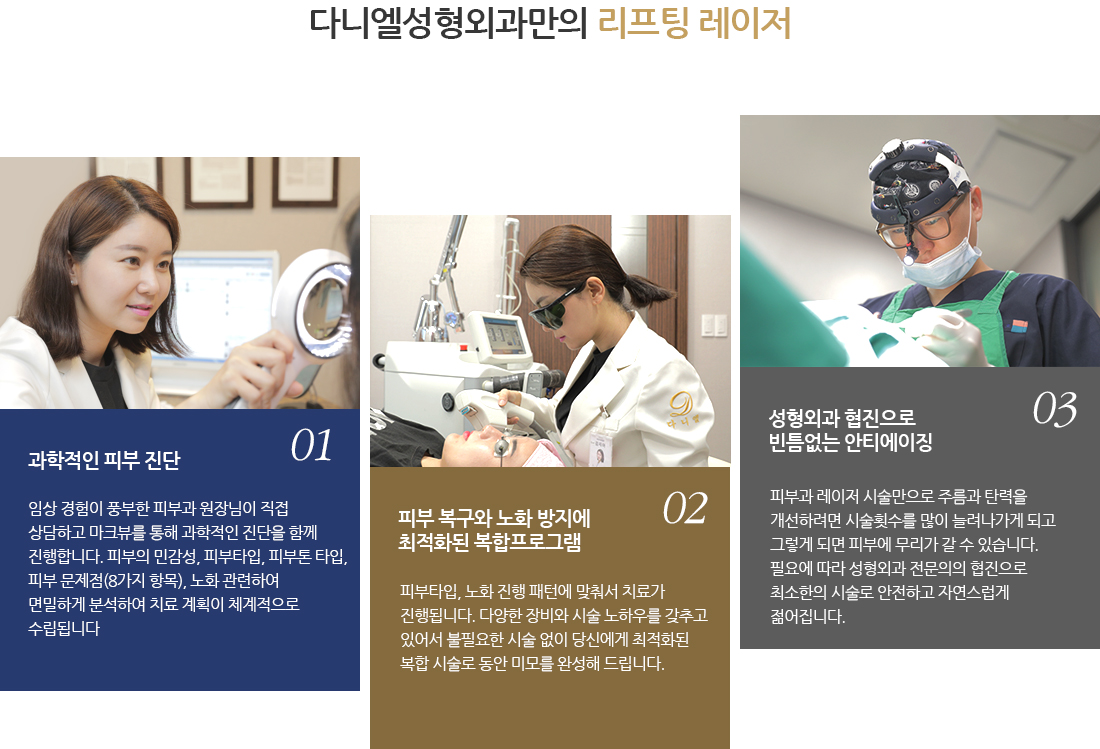 다니엘성형외과만의 리프팅 레이저
01
과학적인 피부 진단
임상 경험이 풍부한 피부과 원장님이 직접
상담하고 마크뷰를 통해 과학적인 진단을 함께
진행합니다. 피부의 민감성, 피부타입, 피부톤 타입,
피부 문제점(8가지 항목), 노화 관련하여
면밀하게 분석하여 치료 계획이 체계적으로
수립됩니다
다니엘
02
피부 복구와 노화 방지에
최적화된 복합프로그램
피부타입, 노화 진행 패턴에 맞춰서 치료가
진행됩니다. 다양한 장비와 시술 노하우를 갖추고
있어서 불필요한 시술 없이 당신에게 최적화된
복합 시술로 동안 미모를 완성해 드립니다.
03
성형외과 협진으로
빈틈없는 안티에이징
피부과 레이저 시술만으로 주름과 탄력을
개선하려면 시술횟수를 많이 늘려나가게 되고
그렇게 되면 피부에 무리가 갈 수 있습니다.
필요에 따라 성형외과 전문의의 협진으로
최소한의 시술로 안전하고 자연스럽게
젊어집니다.